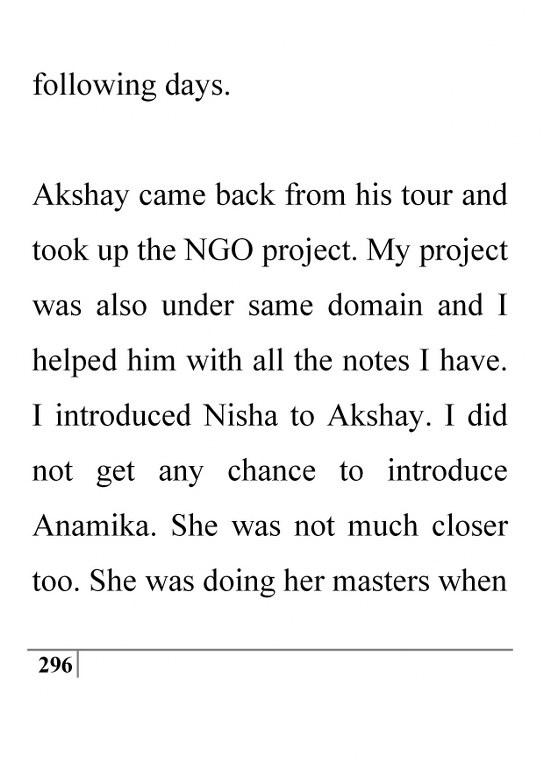 following days.
Akshay came back from his tour and
took up the NGO project. My project
was also under same domain and I
helped him with all the notes I have.
I introduced Nisha to Akshay. I did
not get any chance to introduce
Anamika. She was not much closer
too. She was doing her masters when
296